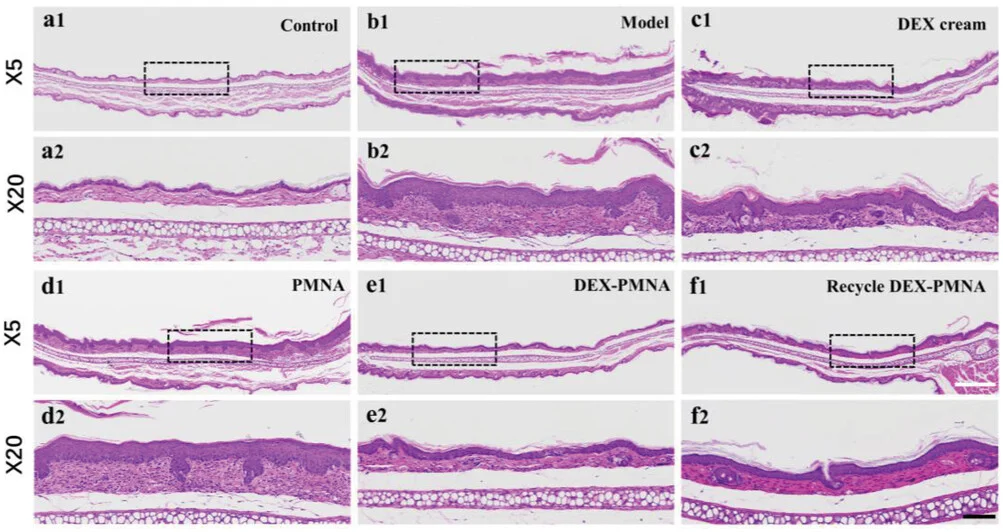 a1 Control
b1 Model
c1 DEX cream
X5
a2
b2
c2
X20
d1 PMNA
e1 DEX-PMNA
f1 Recycle DEX-PMNA
X5
d2
e2
f2
X20